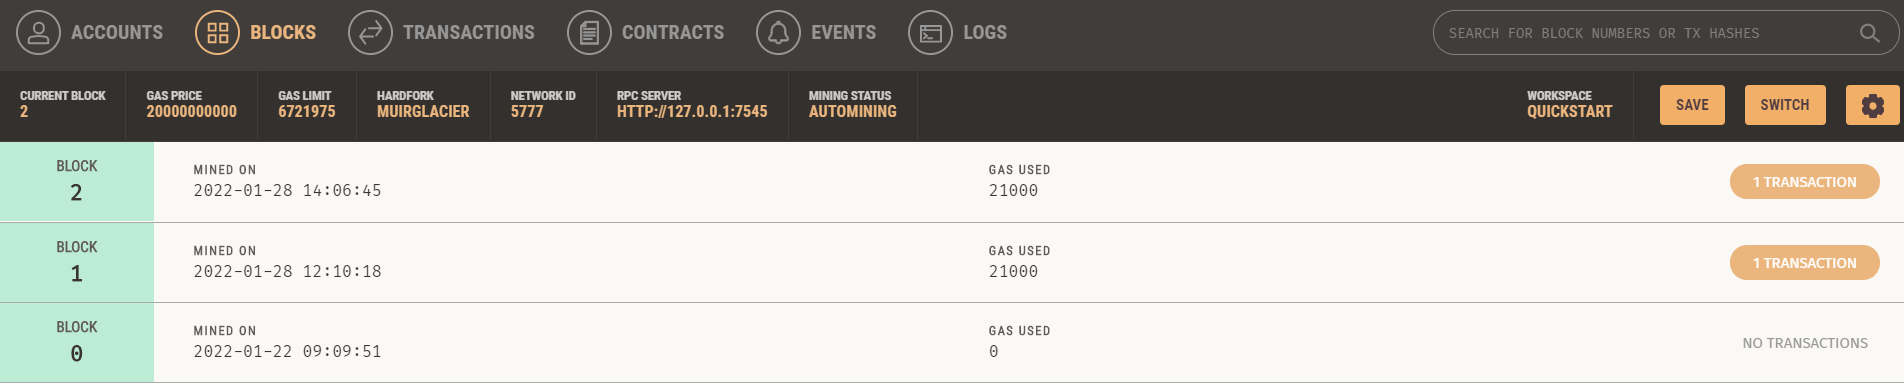 ACCOUNTS BLOCKS TRANSACTIONS CONTRACTS EVENTS LOGS SEARCH FOR BLOCK NUMBERS OR TX HASHES
CURRENT BLOCK GAS PRICE GAS LIMIT HARDFORK NETWORK ID RPC SERVER MINING STATUS WORKSPACE
2 20000000000 6721975 MUIRGLACIER 5777 HTTP://127.0.0.1:7545 AUTOMINING QUICKSTART SAVE SWITCH
BLOCK MINED ON GAS USED
2 2022-01-28 14:06:45 21000 1 TRANSACTION
BLOCK MINED ON GAS USED
1 2022-01-28 12:10:18 21000 1 TRANSACTION
BLOCK MINED ON GAS USED
0 2022-01-22 09:09:51 0 NO TRANSACTIONS